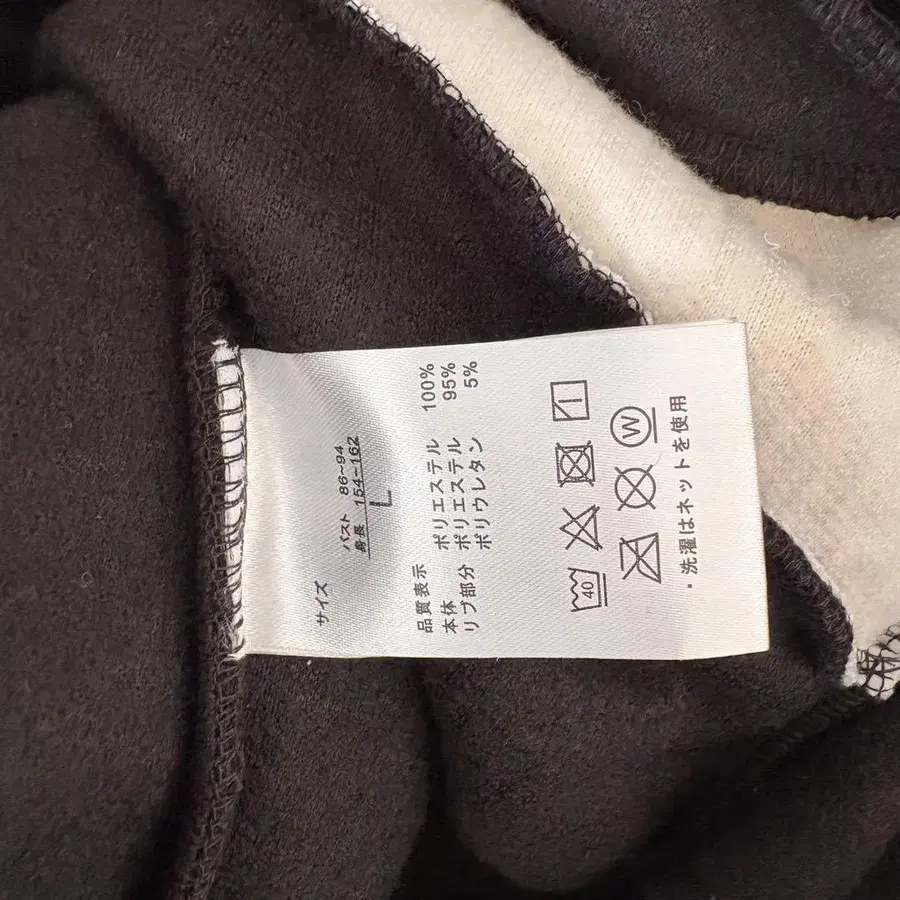 サイズ
バスト 86~94
身長 154~162
L
品質表示
本体 ポリエステル 100%
リブ部分 ポリエステル 95%
ポリウレタン 5%
40
W
・洗濯はネットを使用